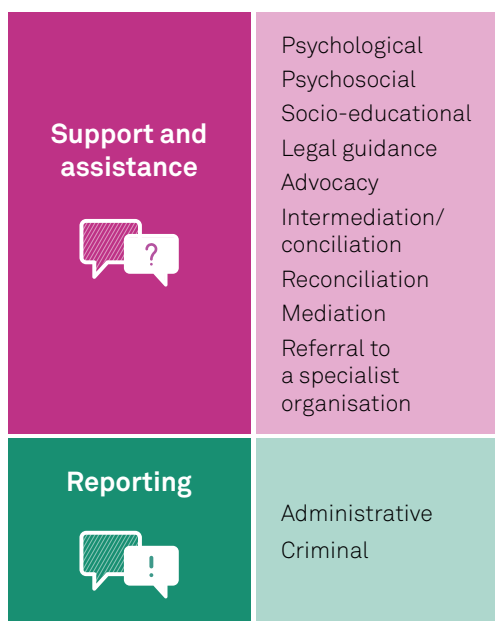 Support and
assistance
?
Psychological
Psychosocial
Socio-educational
Legal guidance
Advocacy
Intermediation/
conciliation
Reconciliation
Mediation
Referral to
a specialist
organisation
Reporting
!
Administrative
Criminal